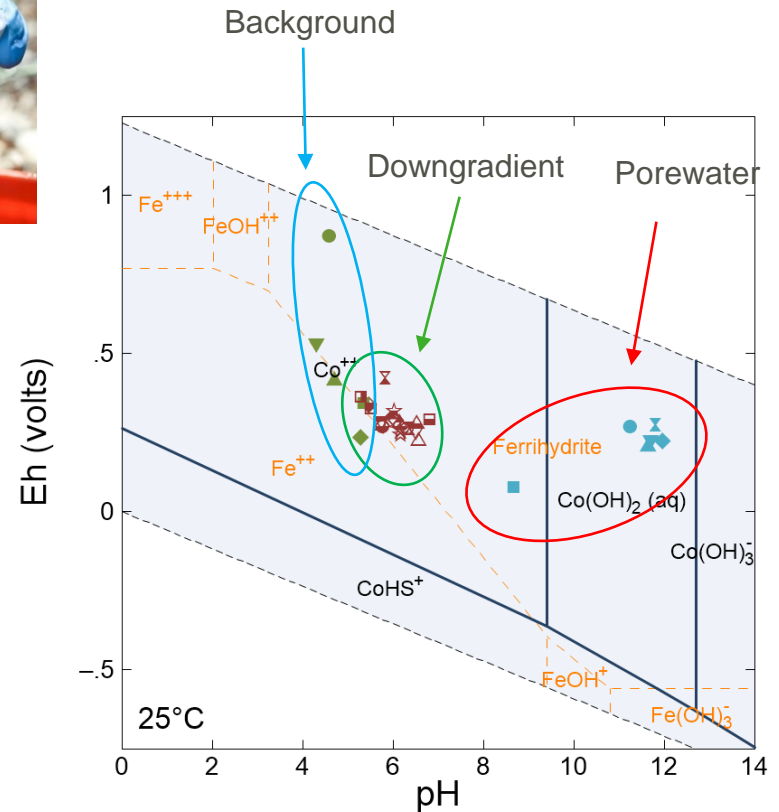 Background
Downgradient
Porewater
1
.5
0
–.5
Eh (volts)
Fe+++
FeOH++
Co++
Fe++
Ferrihydrite
Co(OH)2 (aq)
Co(OH)3-
CoHS+
FeOH+
Fe(OH)3-
25°C
0 2 4 6 8 10 12 14
pH